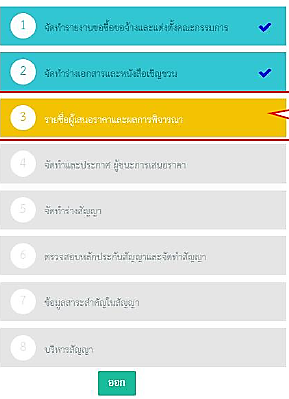 1 จัดทำรายงานขอซื้อขอจ้างและแต่งตั้งคณะกรรมการ
2 จัดทำร่างเอกสารและหนังสือเชิญชวน
3 รายชื่อผู้เสนอราคาและผลการพิจารณา
4 จัดทำและประกาศ ผู้ชนะการเสนอราคา
5 จัดทำร่างสัญญา
6 ตรวจสอบหลักประกันสัญญาและจัดทำสัญญา
7 ข้อมูลสาระสำคัญในสัญญา
8 บริหารสัญญา
ออก